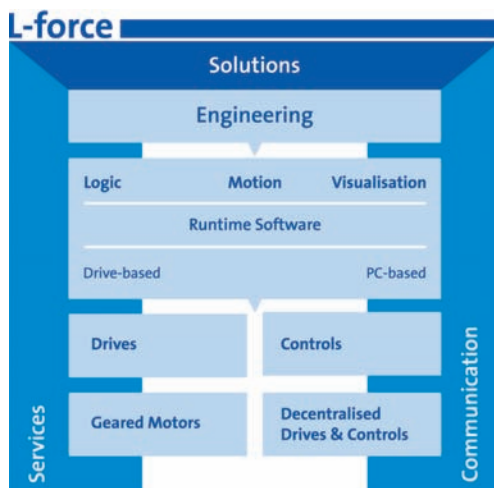 L-force
Solutions
Engineering
Logic Motion Visualisation
Runtime Software
Drive-based PC-based
Drives Controls
Geared Motors Decentralised
Drives & Controls
Services
Communication